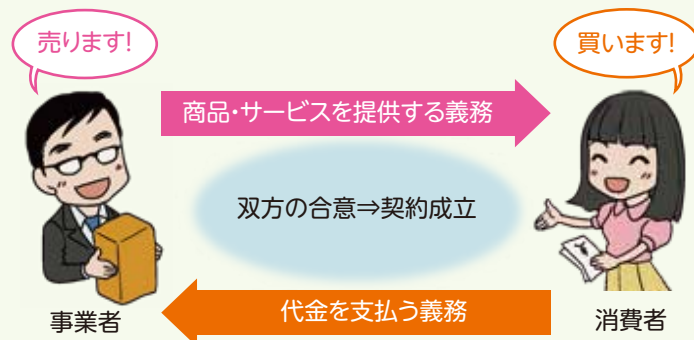 売ります!
買います!
商品・サービスを提供する義務
双方の合意⇒契約成立
代金を支払う義務
事業者
消費者